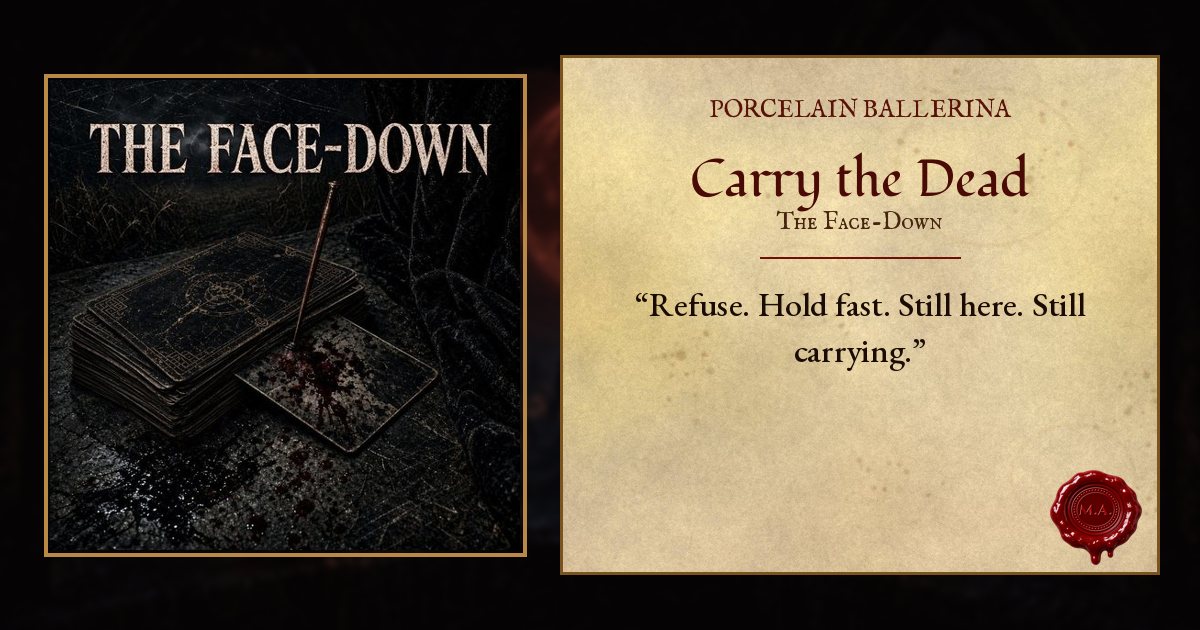 THE FACE-DOWN
PORCELAIN BALLERINA
Carry the Dead
The Face-Down
“Refuse. Hold fast. Still here. Still
carrying.”
M.A.